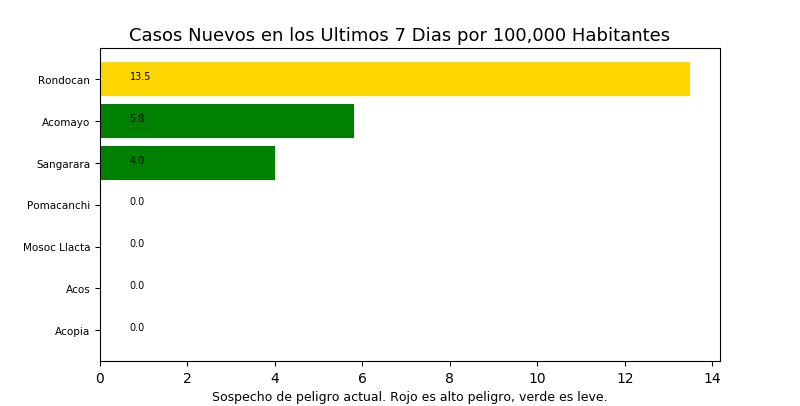 Casos Nuevos en los Ultimos 7 Dias por 100,000 Habitantes
Rondocan 13.5
Acomayo 5.8
Sangarara 4.0
Pomacanchi 0.0
Mosoc Llacta 0.0
Acos 0.0
Acopia 0.0
0 2 4 6 8 10 12 14
Sospecho de peligro actual. Rojo es alto peligro, verde es leve.